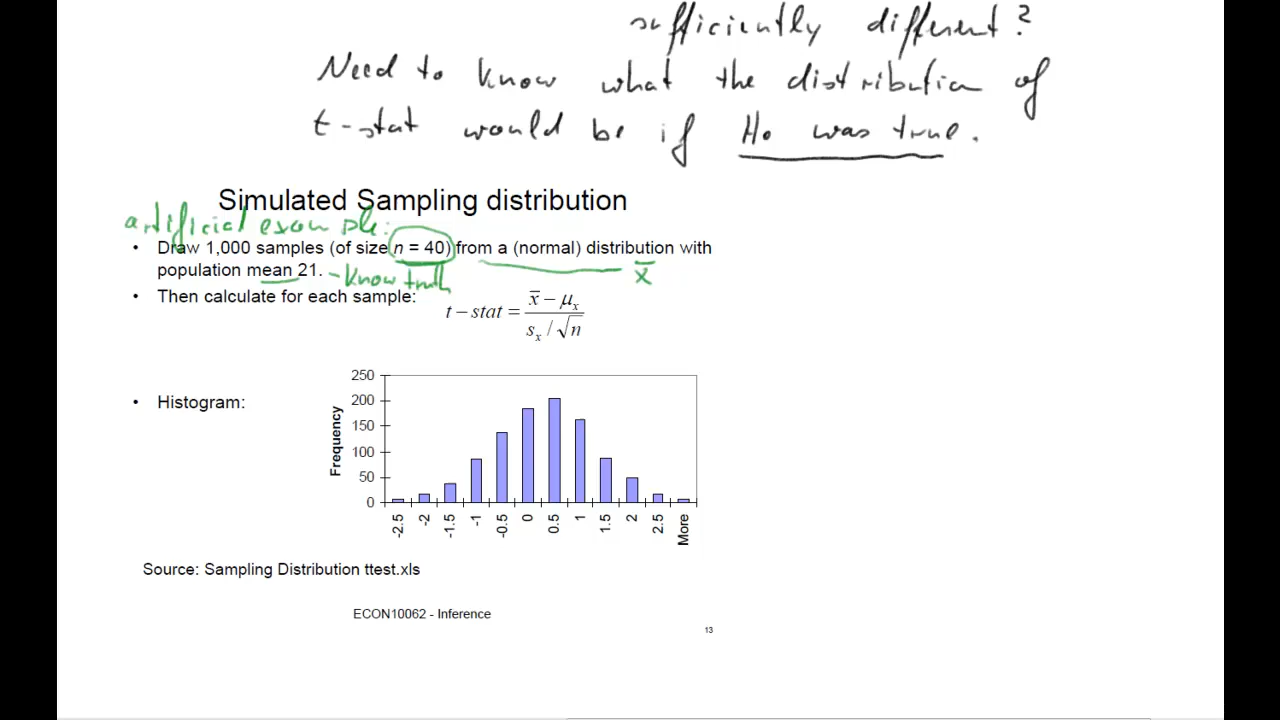 sufficiently different?
Need to know what the distribution of
t-stat would be if Ho was true.
Simulated Sampling distribution
artificial example:
• Draw 1,000 samples (of size n = 40) from a (normal) distribution with
population mean 21. - know truth x̄
• Then calculate for each sample:
t − stat = (x̄ − μx) / (sx / √n)
• Histogram:
Frequency
250
200
150
100
50
0
-2.5 -2 -1.5 -1 -0.5 0 0.5 1 1.5 2 2.5 More
Source: Sampling Distribution ttest.xls
ECON10062 - Inference
13